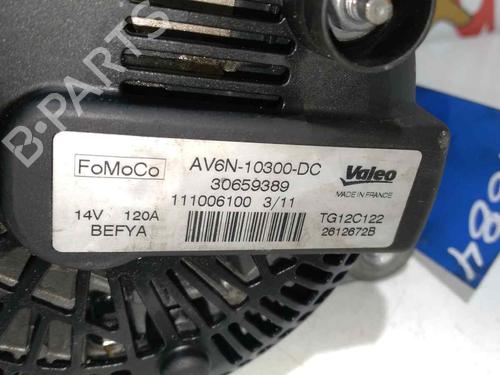 B-PARTS
FoMoCo
AV6N-10300-DC
30659389
111006100 3/11
14V 120A
BEFYA
Valeo
MADE IN FRANCE
TG12C122
2612672B